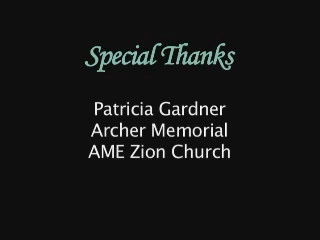 Special Thanks
Patricia Gardner
Archer Memorial
AME Zion Church